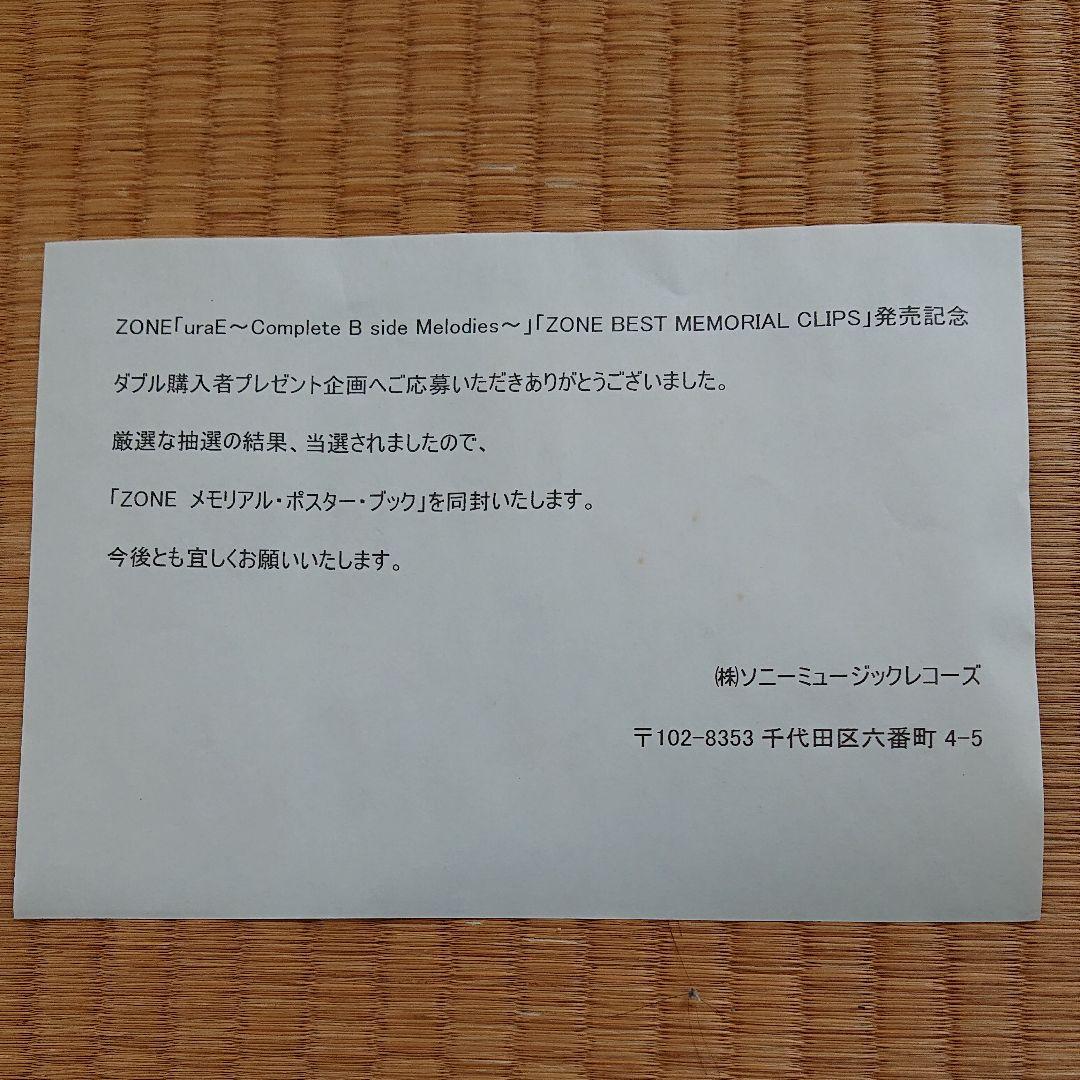 ZONE「uraE～Complete B side Melodies～」「ZONE BEST MEMORIAL CLIPS」発売記念
ダブル購入者プレゼント企画へご応募いただきありがとうございました。
厳選な抽選の結果、当選されましたので、
「ZONE メモリアル・ポスター・ブック」を同封いたします。
今後とも宜しくお願いいたします。
㈱ソニーミュージックレコーズ
〒102-8353 千代田区六番町 4-5